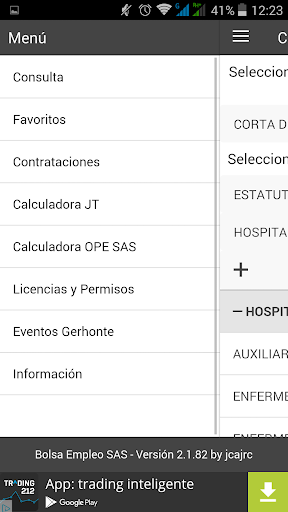 12:23
Menú
C
Seleccion
Consulta
CORTA D
Favoritos
Seleccion
Contrataciones
ESTATUT
Calculadora JT
HOSPITA
Calculadora OPE SAS
+
Licencias y Permisos
— HOSPIT
Eventos Gerhonte
AUXILIAR
Información
ENFERME
ENFERME
Bolsa Empleo SAS - Versión 2.1.82 by jcajrc
TRADING
212
App: trading inteligente
Google Play